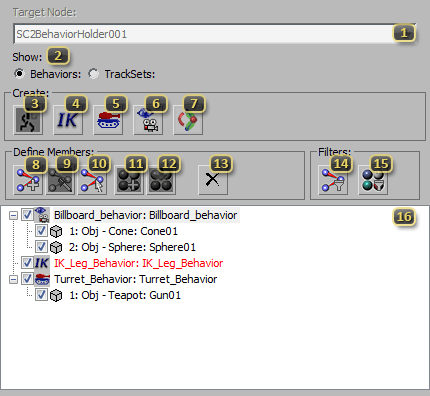 Target Node:
SC2BehaviorHolder001 1
Show: 2
Behaviors: TrackSets:
Create:
3 4 5 6 7
IK
Define Members: Filters:
8 9 10 11 12 13 14 15
Billboard_behavior: Billboard_behavior 16
1: Obj - Cone: Cone01
2: Obj - Sphere: Sphere01
IK IK_Leg_Behavior: IK_Leg_Behavior
Turret_Behavior: Turret_Behavior
1: Obj - Teapot: Gun01